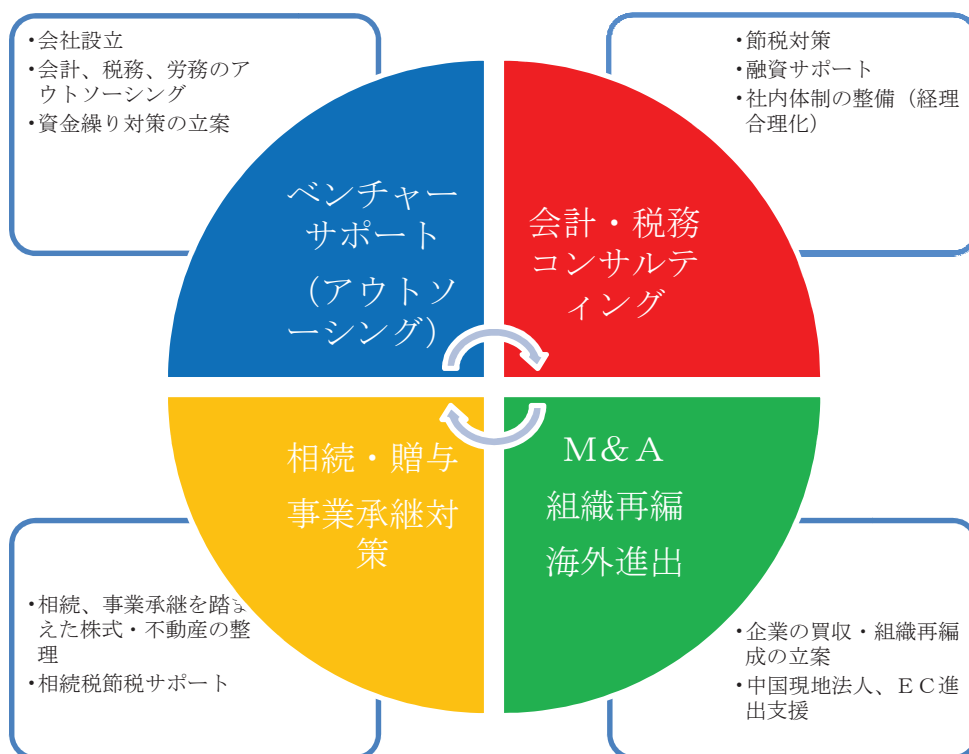 ・会社設立
・会計、税務、労務のア
ウトソーシング
・資金繰り対策の立案
・節税対策
・融資サポート
・社内体制の整備（経理
合理化）
ベンチャー
サポート
（アウトソ
ーシング）
会計・税務
コンサルテ
ィング
相続・贈与
事業承継対
策
Ｍ＆Ａ
組織再編
海外進出
・相続、事業承継を踏ま
えた株式・不動産の整
理
・相続税節税サポート
・企業の買収・組織再編
成の立案
・中国現地法人、ＥＣ進
出支援